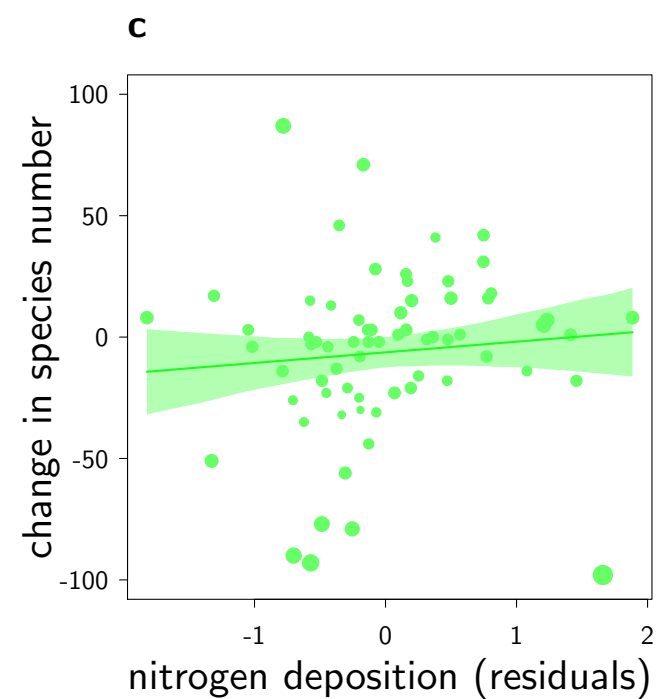 c
change in species number
100
50
0
-50
-100
-1 0 1 2
nitrogen deposition (residuals)